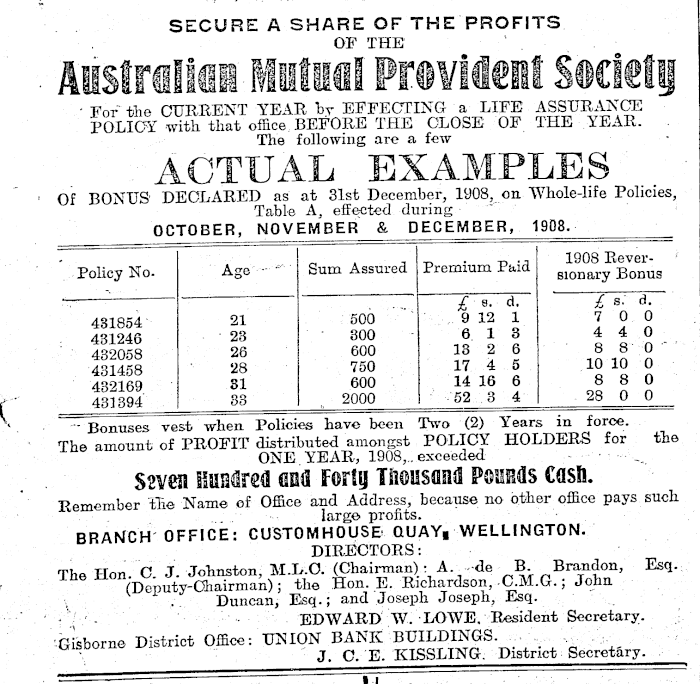 SECURE A SHARE OF THE PROFITS
OF THE
Australian Mutual Provident Society
For the CURRENT YEAR by EFFECTING a LIFE ASSURANCE
POLICY with that office BEFORE THE CLOSE OF THE YEAR.
The following are a few
ACTUAL EXAMPLES
Of BONUS DECLARED as at 31st December, 1908, on Whole-life Policies,
Table A, effected during
OCTOBER, NOVEMBER & DECEMBER, 1908.
Policy No. Age Sum Assured Premium Paid 1908 Rever-
sionary Bonus
£ s. d. £ s. d.
431854 21 500 9 12 1 7 0 0
431246 23 300 6 1 3 4 4 0
432058 26 600 13 2 6 8 8 0
431458 28 750 17 4 5 10 10 0
432169 31 600 14 16 6 8 8 0
431394 33 2000 52 3 4 28 0 0
Bonuses vest when Policies have been Two (2) Years in force.
The amount of PROFIT distributed amongst POLICY HOLDERS for the
ONE YEAR, 1908, exceeded
Seven Hundred and Forty Thousand Pounds Cash.
Remember the Name of Office and Address, because no other office pays such
large profits.
BRANCH OFFICE: CUSTOMHOUSE QUAY, WELLINGTON.
DIRECTORS:
The Hon. C. J. Johnston, M.L.C. (Chairman); A. de B. Brandon, Esq.
(Deputy-Chairman); the Hon. E. Richardson, C.M.G.; John
Duncan, Esq.; and Joseph Joseph, Esq.
EDWARD W. LOWE, Resident Secretary.
Gisborne District Office: UNION BANK BUILDINGS.
J. C. E. KISSLING, District Secretary.